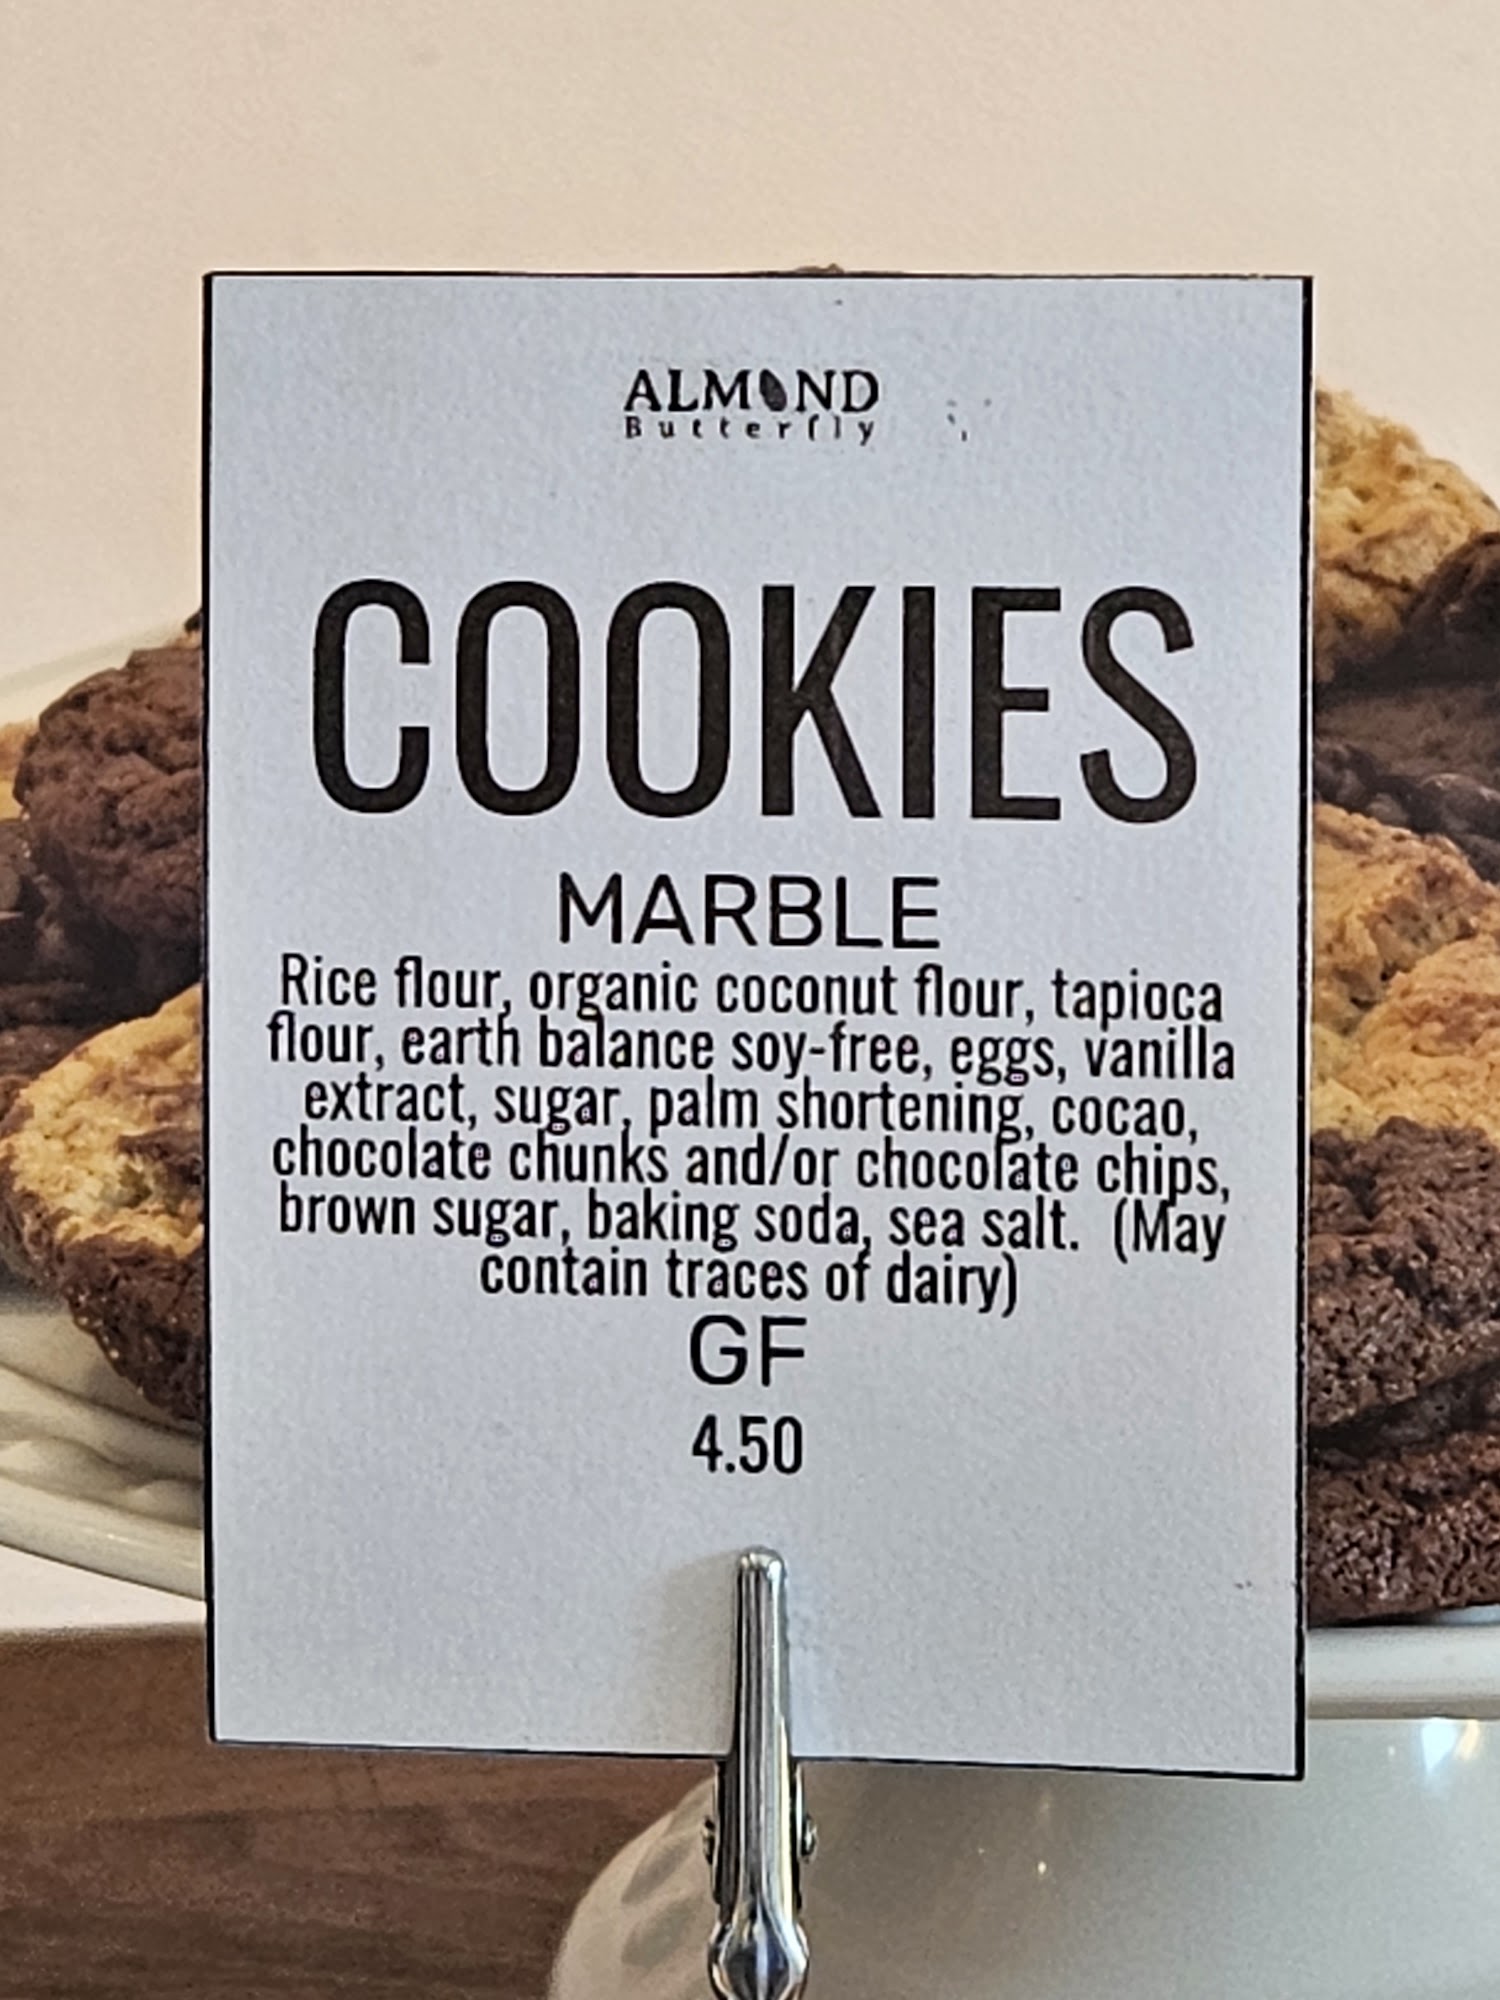 ALMOND
Butterfly
COOKIES
MARBLE
Rice flour, organic coconut flour, tapioca
flour, earth balance soy-free, eggs, vanilla
extract, sugar, palm shortening, cocao,
chocolate chunks and/or chocolate chips,
brown sugar, baking soda, sea salt.  (May
contain traces of dairy)
GF
4.50